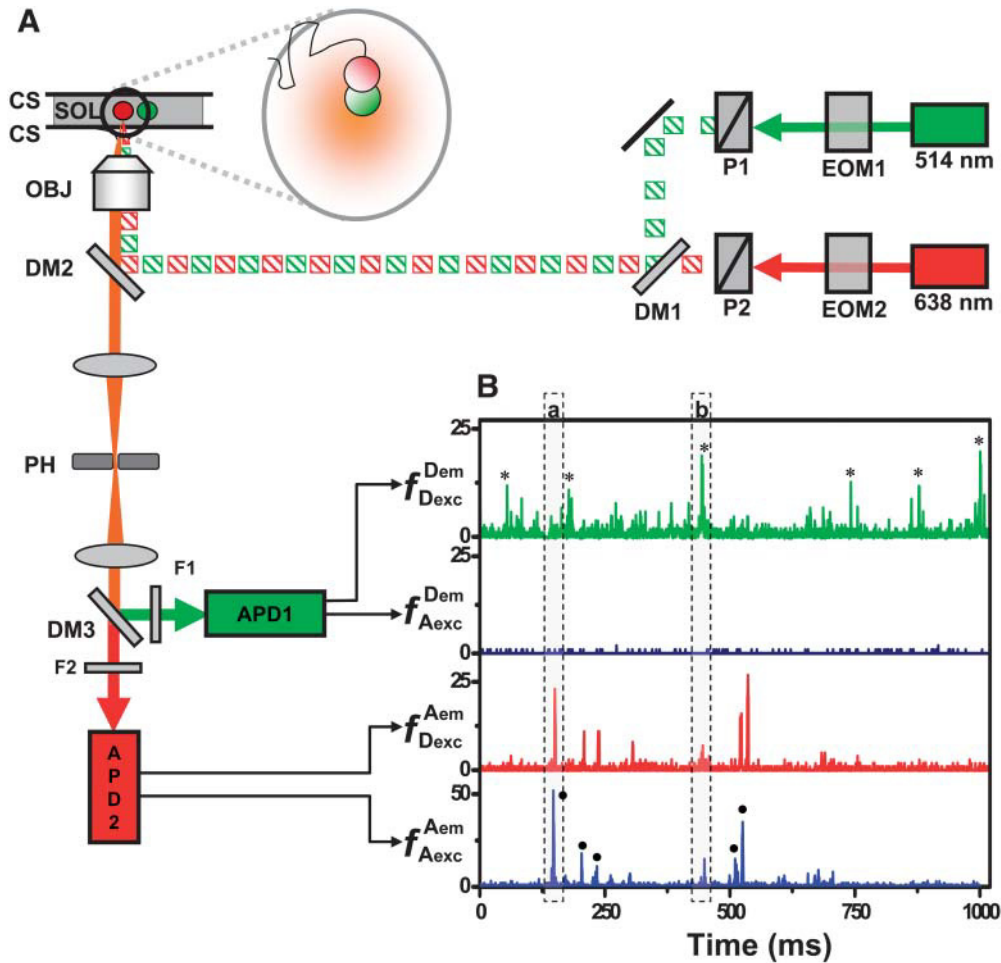 A
CS
SOL
CS
OBJ
DM2
P1
EOM1
514 nm
P2
EOM2
638 nm
DM1
B
a
b
PH
F1
DM3
APD1
F2
APD2
f Dem Dexc
f Dem Aexc
f Aem Dexc
f Aem Aexc
25
* * * * * *
0
25
0
25
0
50
0
0 250 500 750 1000
Time (ms)